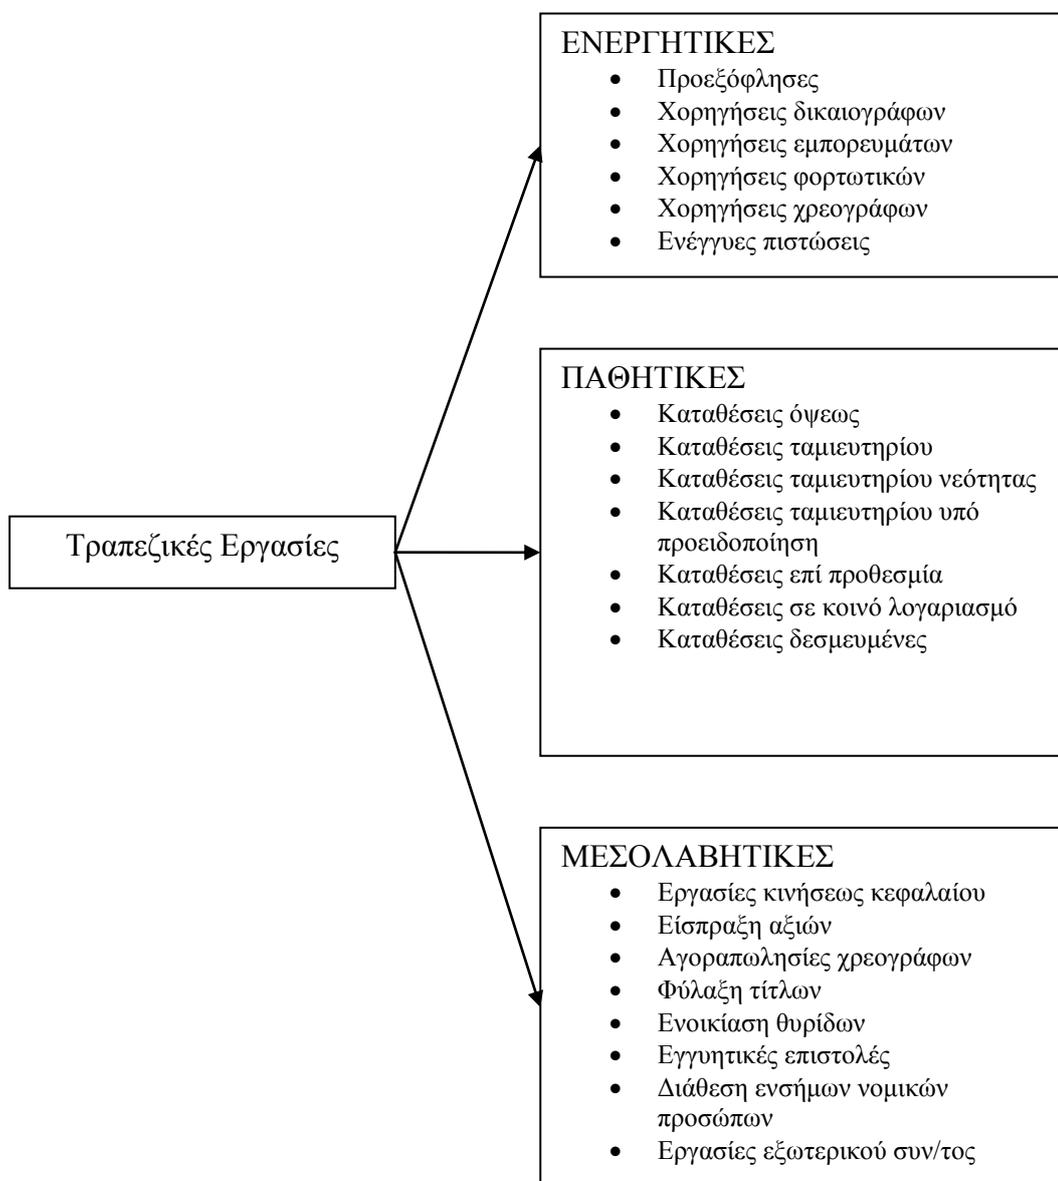 ΕΝΕΡΓΗΤΙΚΕΣ
• Προεξόφλησες
• Χορηγήσεις δικαιογράφων
• Χορηγήσεις εμπορευμάτων
• Χορηγήσεις φορτωτικών
• Χορηγήσεις χρεογράφων
• Ενέγγυες πιστώσεις
ΠΑΘΗΤΙΚΕΣ
• Καταθέσεις όψεως
• Καταθέσεις ταμιευτηρίου
• Καταθέσεις ταμιευτηρίου νεότητας
• Καταθέσεις ταμιευτηρίου υπό
προειδοποίηση
• Καταθέσεις επί προθεσμία
• Καταθέσεις σε κοινό λογαριασμό
• Καταθέσεις δεσμευμένες
Τραπεζικές Εργασίες
ΜΕΣΟΛΑΒΗΤΙΚΕΣ
• Εργασίες κινήσεως κεφαλαίου
• Είσπραξη αξιών
• Αγοραπωλησίες χρεογράφων
• Φύλαξη τίτλων
• Ενοικίαση θυρίδων
• Εγγυητικές επιστολές
• Διάθεση ενσήμων νομικών
προσώπων
• Εργασίες εξωτερικού συν/τος